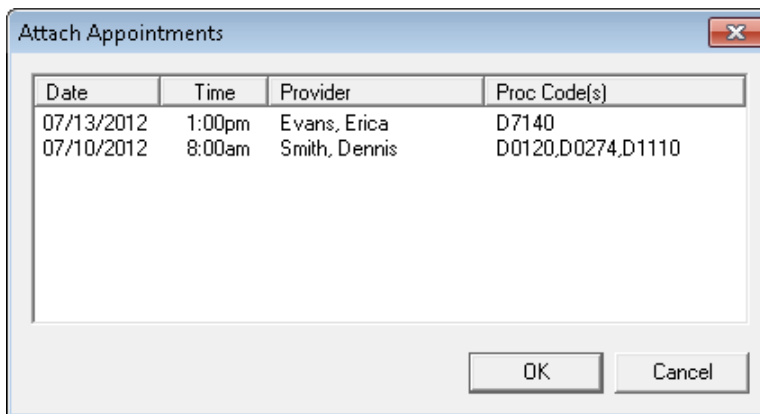 Attach Appointments
Date Time Provider Proc Code(s)
07/13/2012 1:00pm Evans, Erica D7140
07/10/2012 8:00am Smith, Dennis D0120,D0274,D1110
OK Cancel